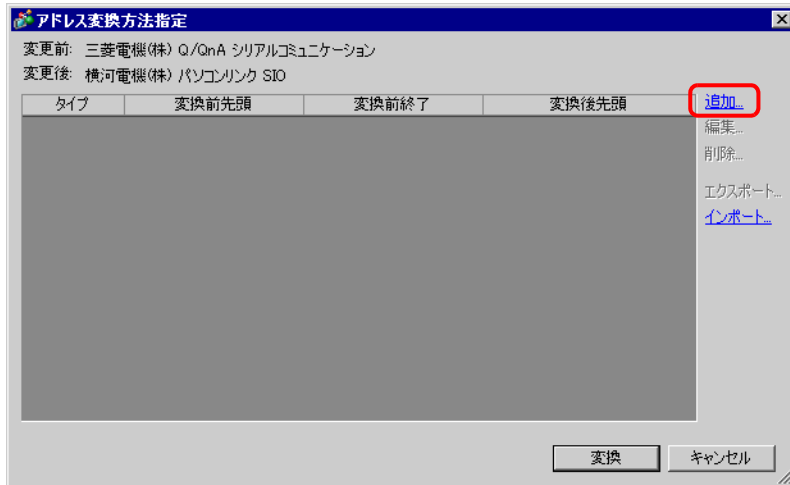 アドレス変換方法指定
変更前: 三菱電機(株) Q/QnA シリアルコミュニケーション
変更後: 横河電機(株) パソコンリンク SIO
タイプ 変換前先頭 変換前終了 変換後先頭
追加...
編集...
削除...
エクスポート...
インポート...
変換 キャンセル